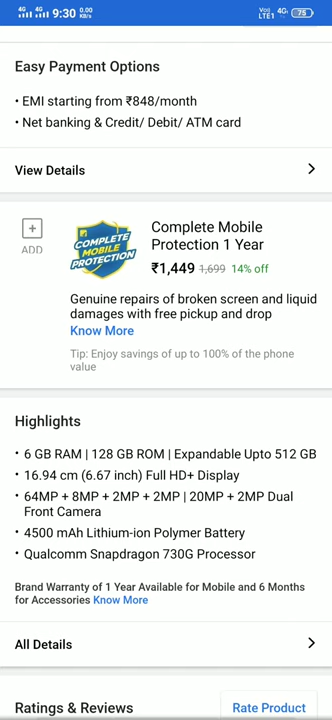 4G 4G 9:30 0.00 KB/s VoLTE1 4G 75
Easy Payment Options
• EMI starting from ₹848/month
• Net banking & Credit/ Debit/ ATM card
View Details
+
ADD
COMPLETE
MOBILE
PROTECTION
Complete Mobile
Protection 1 Year
₹1,449 1,699 14% off
Genuine repairs of broken screen and liquid
damages with free pickup and drop
Know More
Tip: Enjoy savings of up to 100% of the phone
value
Highlights
• 6 GB RAM | 128 GB ROM | Expandable Upto 512 GB
• 16.94 cm (6.67 inch) Full HD+ Display
• 64MP + 8MP + 2MP + 2MP | 20MP + 2MP Dual
Front Camera
• 4500 mAh Lithium-ion Polymer Battery
• Qualcomm Snapdragon 730G Processor
Brand Warranty of 1 Year Available for Mobile and 6 Months
for Accessories Know More
All Details
Ratings & Reviews
Rate Product